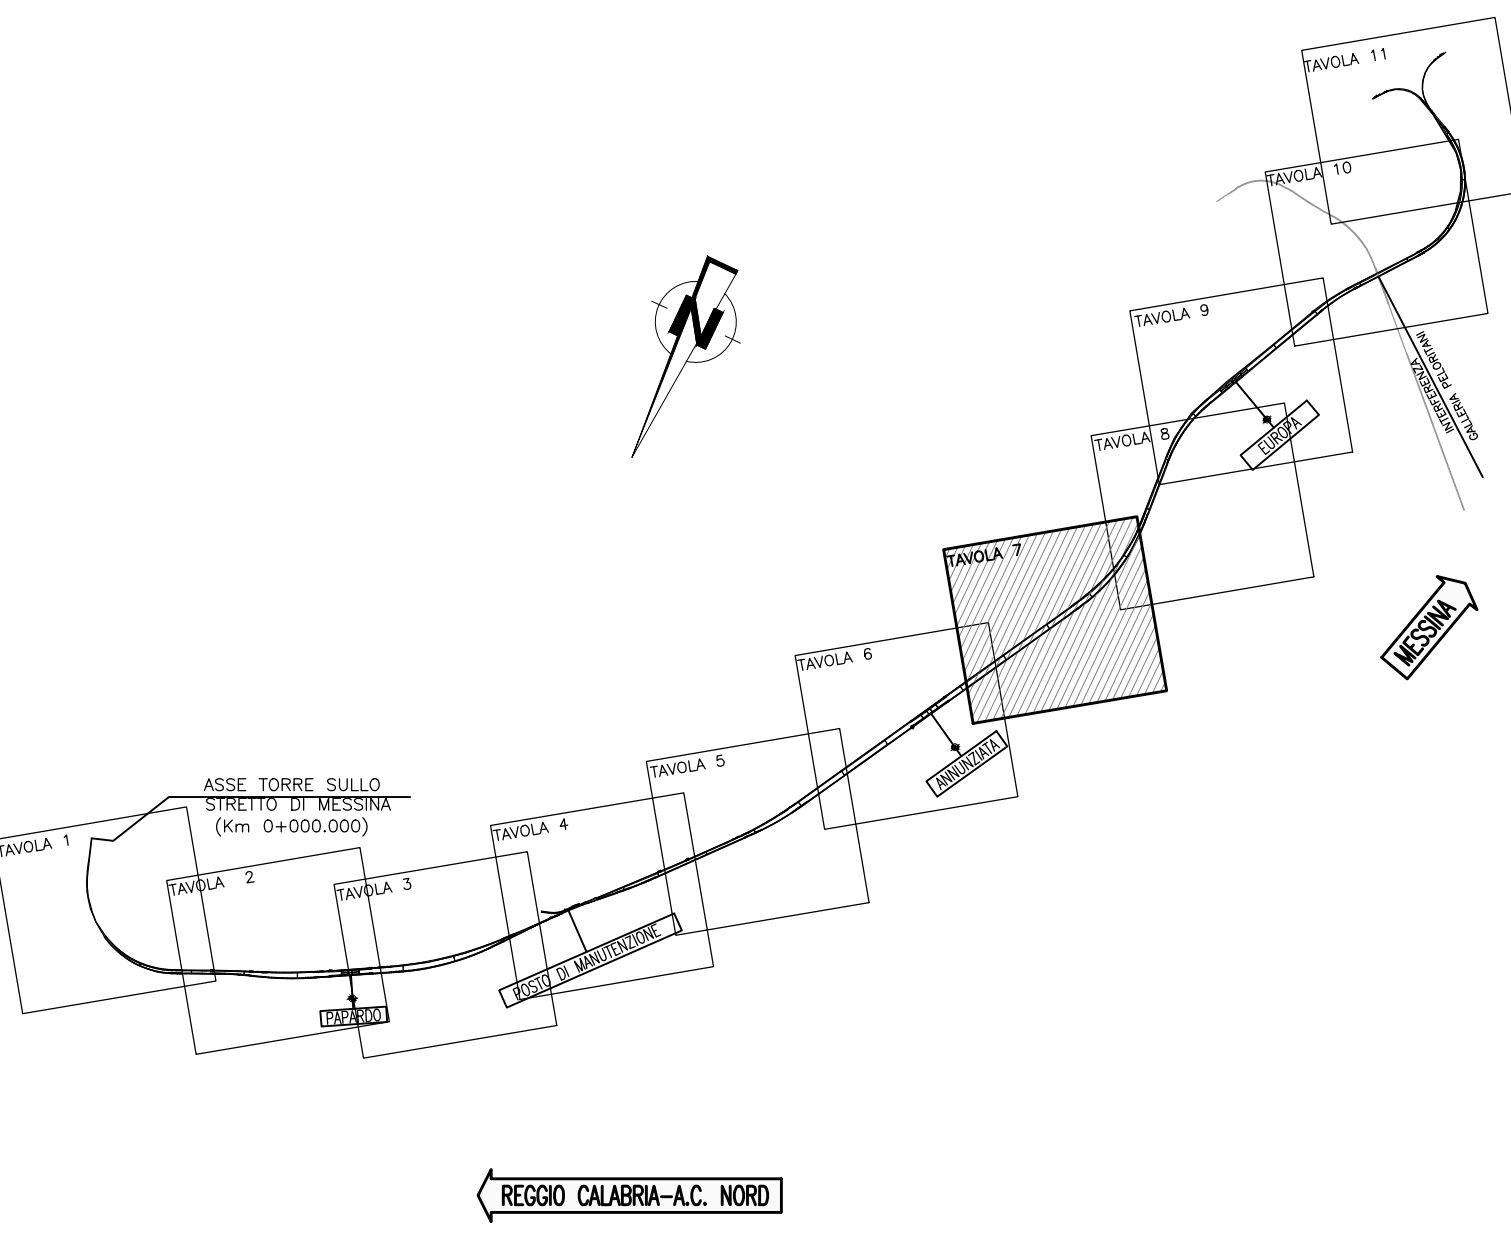 TAVOLA 11
TAVOLA 10
TAVOLA 9
INTERFERENZA
GALLERIA PELORITANI
EUROPA
TAVOLA 8
N
TAVOLA 7
MESSINA
TAVOLA 6
ANNUNZIATA
TAVOLA 5
ASSE TORRE SULLO
STRETTO DI MESSINA
(Km 0+000.000)
TAVOLA 4
TAVOLA 1
TAVOLA 2
TAVOLA 3
POSTO DI MANUTENZIONE
PAPARDO
REGGIO CALABRIA-A.C. NORD